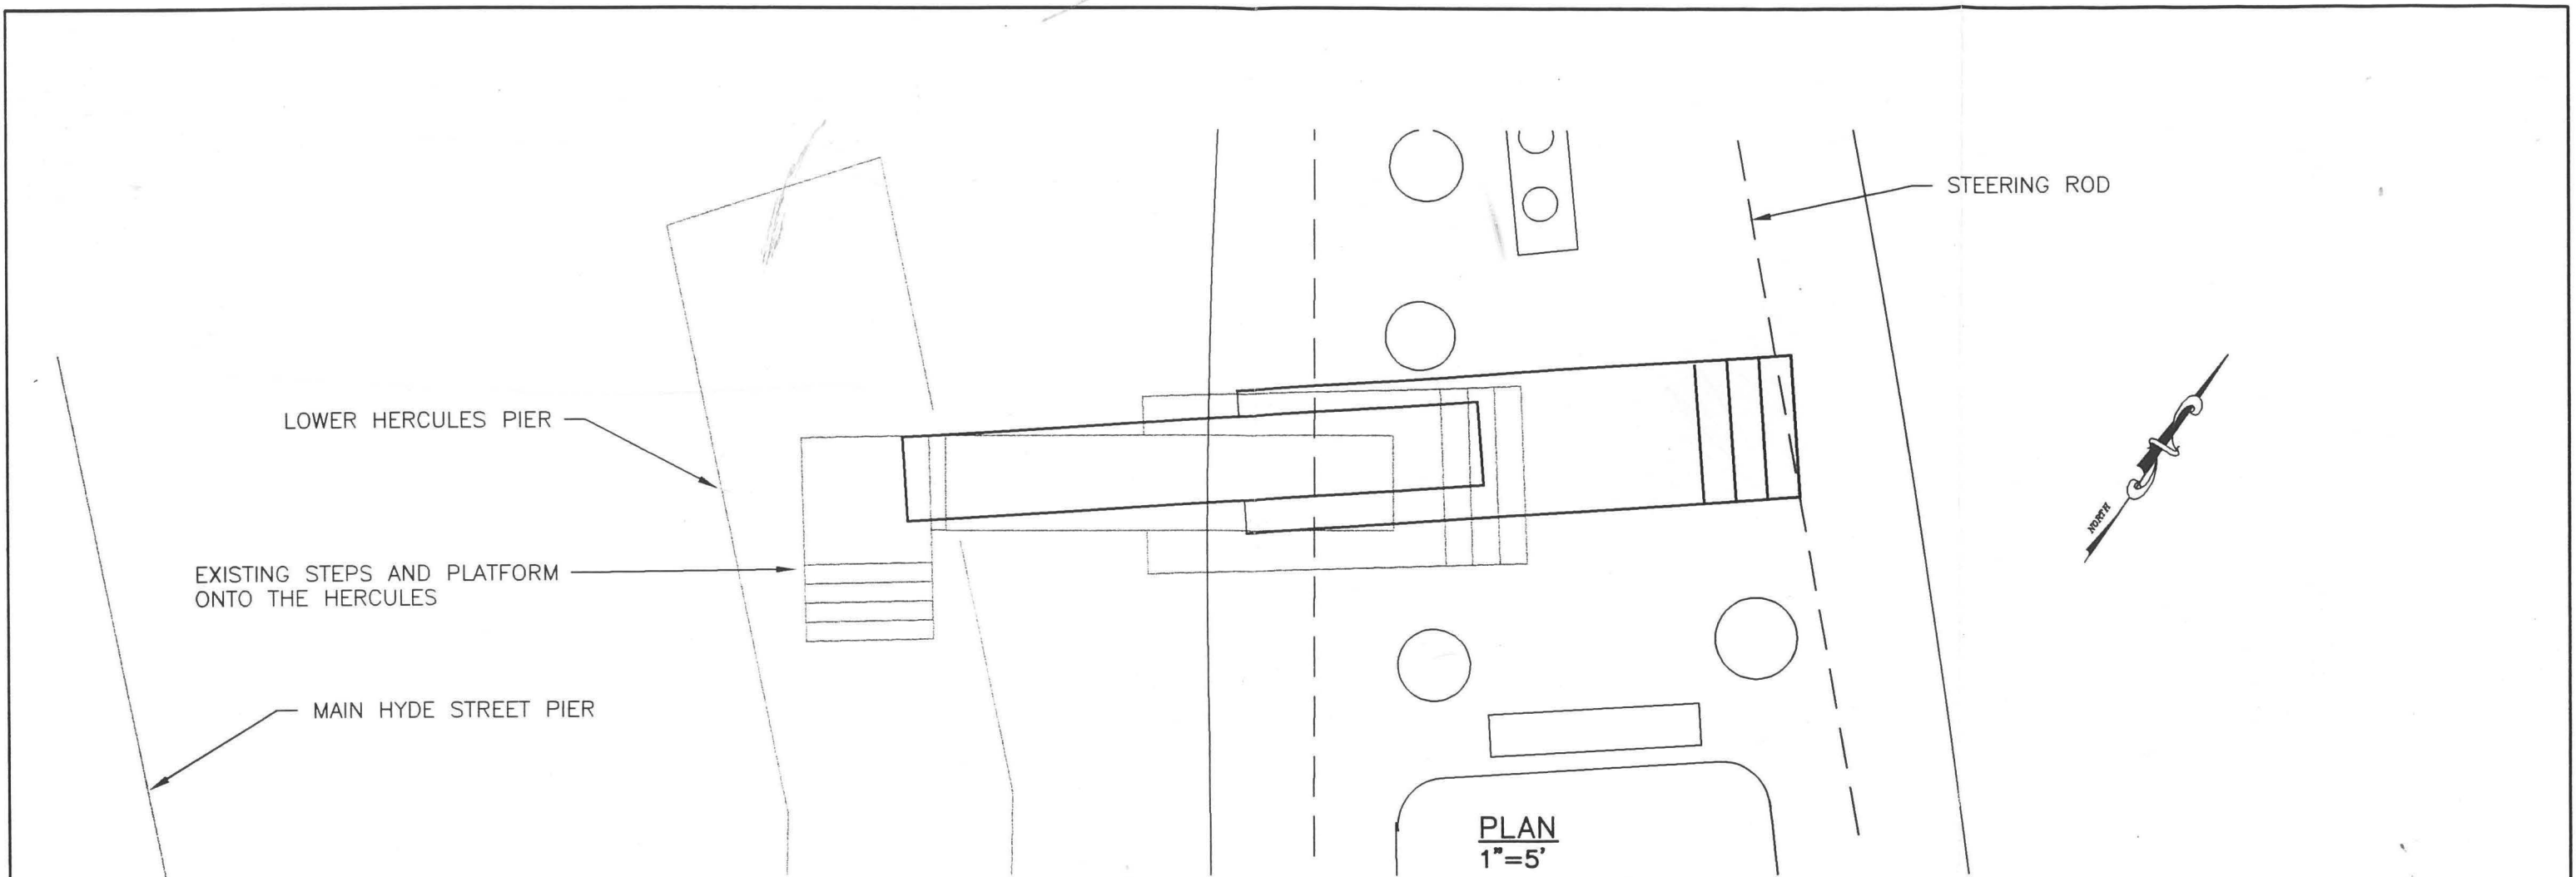 STEERING ROD
LOWER HERCULES PIER
NORTH
EXISTING STEPS AND PLATFORM
ONTO THE HERCULES
MAIN HYDE STREET PIER
PLAN
1"=5'